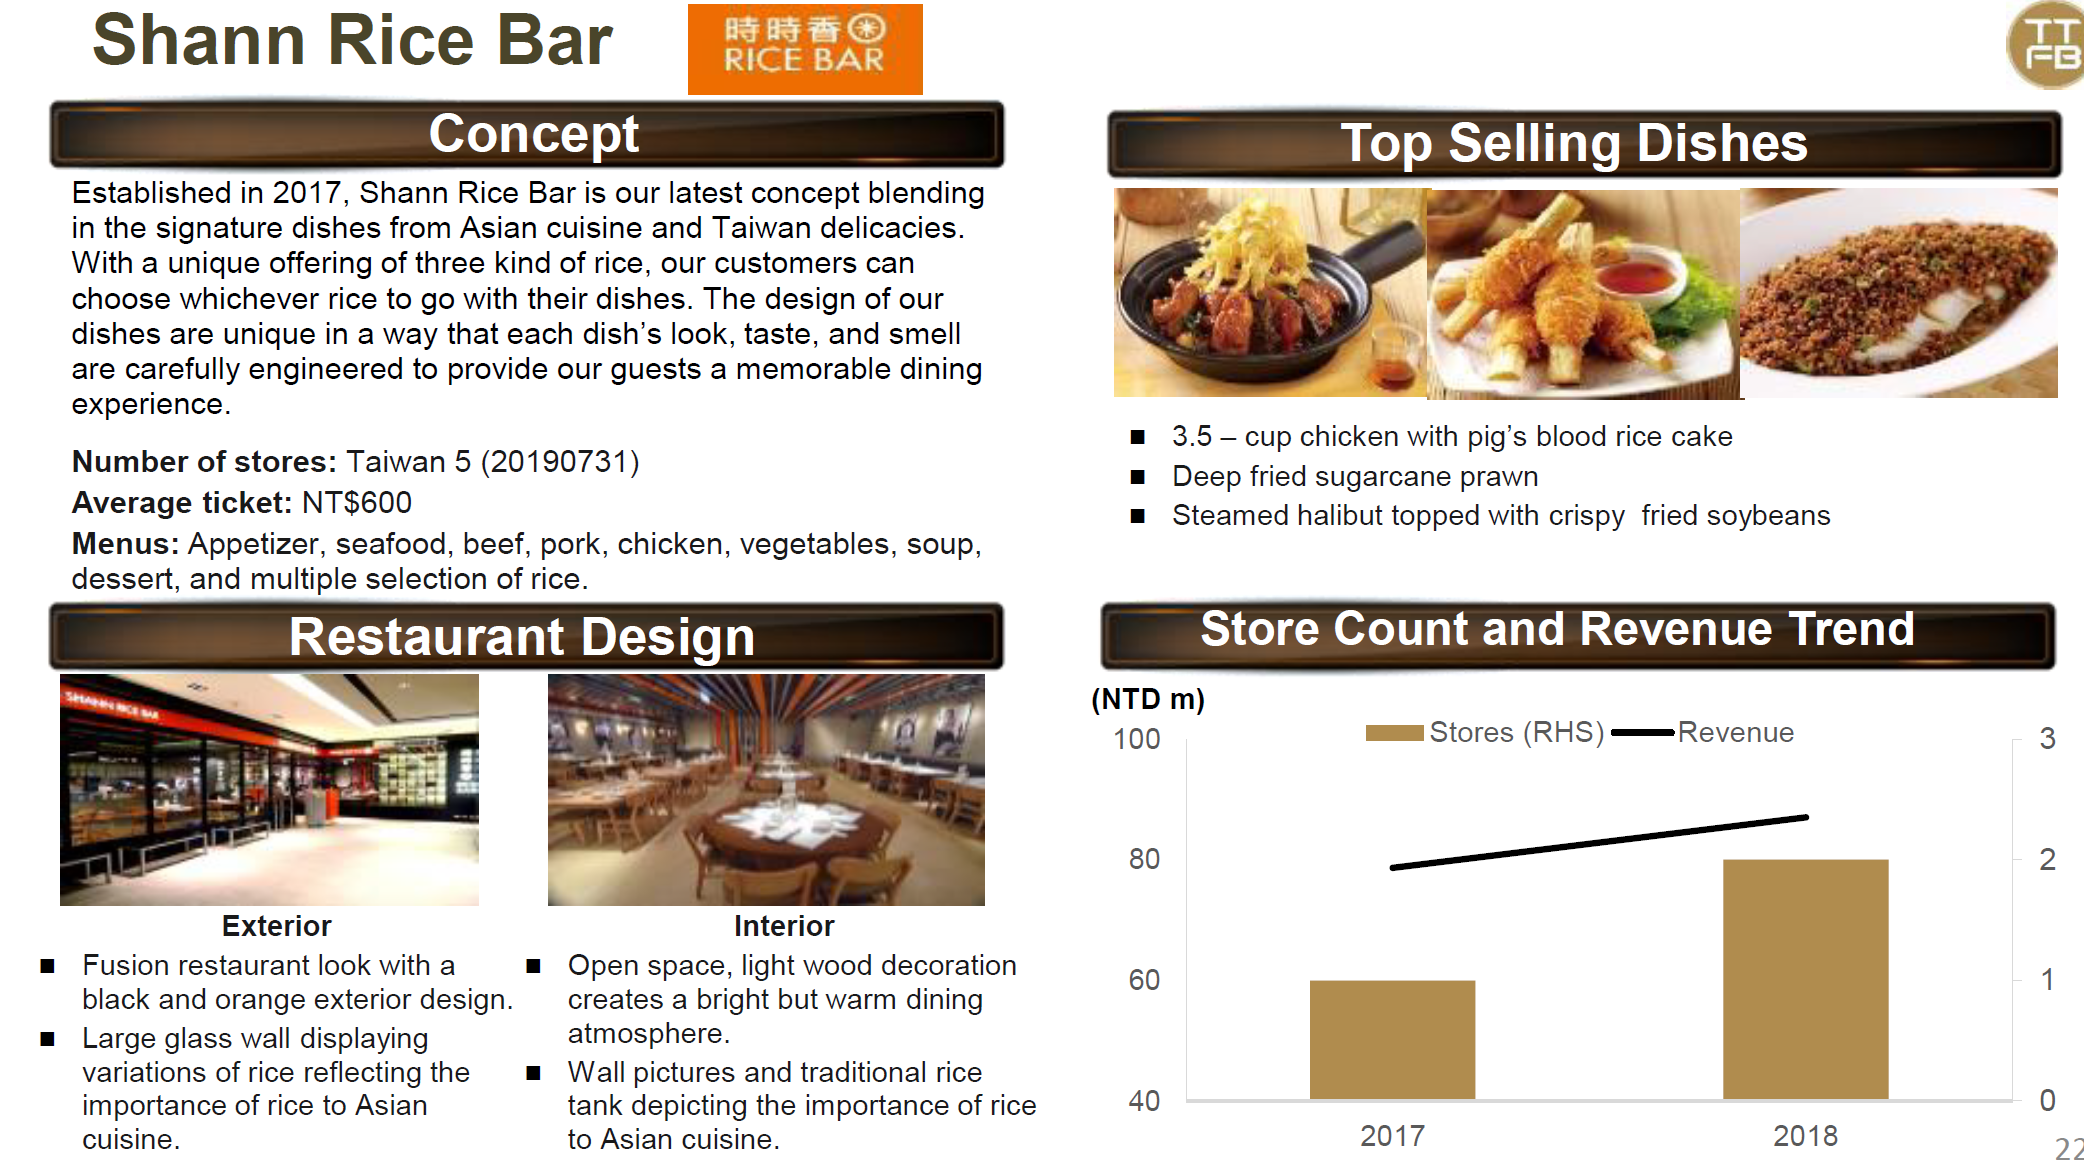 Shann Rice Bar
時時香
RICE BAR
TT
FB
Concept
Established in 2017, Shann Rice Bar is our latest concept blending
in the signature dishes from Asian cuisine and Taiwan delicacies.
With a unique offering of three kind of rice, our customers can
choose whichever rice to go with their dishes. The design of our
dishes are unique in a way that each dish's look, taste, and smell
are carefully engineered to provide our guests a memorable dining
experience.
Number of stores: Taiwan 5 (20190731)
Average ticket: NT$600
Menus: Appetizer, seafood, beef, pork, chicken, vegetables, soup,
dessert, and multiple selection of rice.
Top Selling Dishes
■ 3.5 – cup chicken with pig's blood rice cake
■ Deep fried sugarcane prawn
■ Steamed halibut topped with crispy  fried soybeans
Restaurant Design
SHANN RICE BAR
Exterior
■ Fusion restaurant look with a
black and orange exterior design.
■ Large glass wall displaying
variations of rice reflecting the
importance of rice to Asian
cuisine.
Interior
■ Open space, light wood decoration
creates a bright but warm dining
atmosphere.
■ Wall pictures and traditional rice
tank depicting the importance of rice
to Asian cuisine.
Store Count and Revenue Trend
(NTD m)
Stores (RHS) Revenue
100
80
60
40
3
2
1
0
2017 2018
22